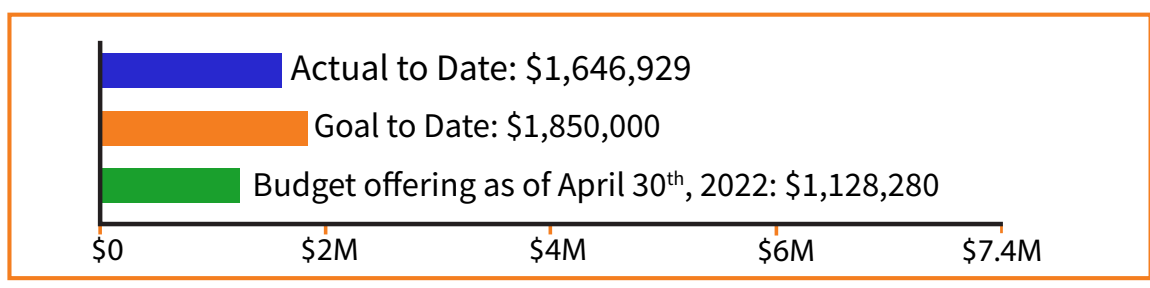 Actual to Date: $1,646,929
Goal to Date: $1,850,000
Budget offering as of April 30th, 2022: $1,128,280
$0 $2M $4M $6M $7.4M